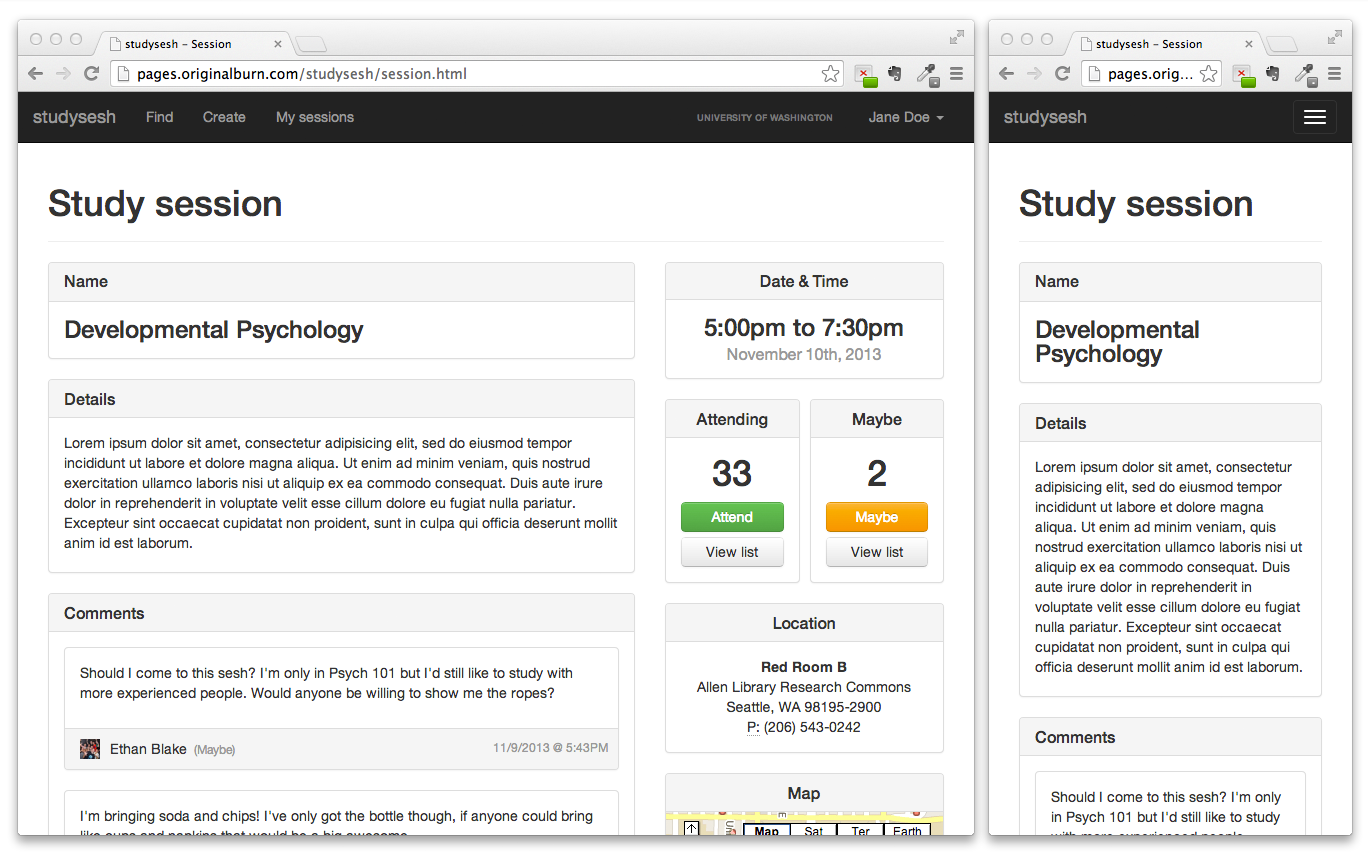 studysesh – Session
pages.originalburn.com/studysesh/session.html
studysesh Find Create My sessions UNIVERSITY OF WASHINGTON Jane Doe
Study session
Name
Developmental Psychology
Details
Lorem ipsum dolor sit amet, consectetur adipisicing elit, sed do eiusmod tempor
incididunt ut labore et dolore magna aliqua. Ut enim ad minim veniam, quis nostrud
exercitation ullamco laboris nisi ut aliquip ex ea commodo consequat. Duis aute irure
dolor in reprehenderit in voluptate velit esse cillum dolore eu fugiat nulla pariatur.
Excepteur sint occaecat cupidatat non proident, sunt in culpa qui officia deserunt mollit
anim id est laborum.
Comments
Should I come to this sesh? I'm only in Psych 101 but I'd still like to study with
more experienced people. Would anyone be willing to show me the ropes?
Ethan Blake (Maybe) 11/9/2013 @ 5:43PM
I'm bringing soda and chips! I've only got the bottle though, if anyone could bring
like cups and napkins that would be a big awesome
Date & Time
5:00pm to 7:30pm
November 10th, 2013
Attending
33
Attend
View list
Maybe
2
Maybe
View list
Location
Red Room B
Allen Library Research Commons
Seattle, WA 98195-2900
P: (206) 543-0242
Map
Map Sat Ter Earth
studysesh – Session
pages.orig...
studysesh
Study session
Name
Developmental
Psychology
Details
Lorem ipsum dolor sit amet, consectetur
adipisicing elit, sed do eiusmod tempor
incididunt ut labore et dolore magna
aliqua. Ut enim ad minim veniam, quis
nostrud exercitation ullamco laboris nisi ut
aliquip ex ea commodo consequat. Duis
aute irure dolor in reprehenderit in
voluptate velit esse cillum dolore eu fugiat
nulla pariatur. Excepteur sint occaecat
cupidatat non proident, sunt in culpa qui
officia deserunt mollit anim id est laborum.
Comments
Should I come to this sesh? I'm only
in Psych 101 but I'd still like to study
with more experienced people